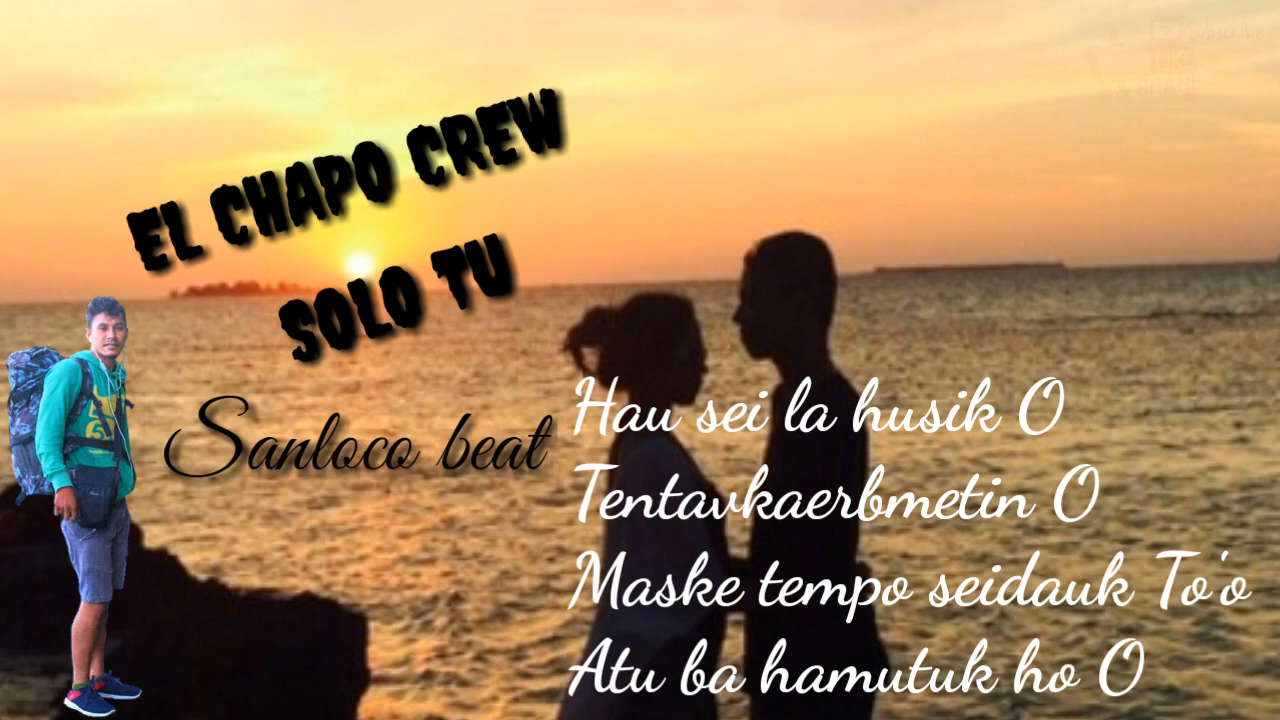 EL CHAPO CREW
SOLO TU
Sanloco beat
Hau sei la husik O
Tentavkaerbmetin O
Maske tempo seidauk To'o
Atu ba hamutuk ho O